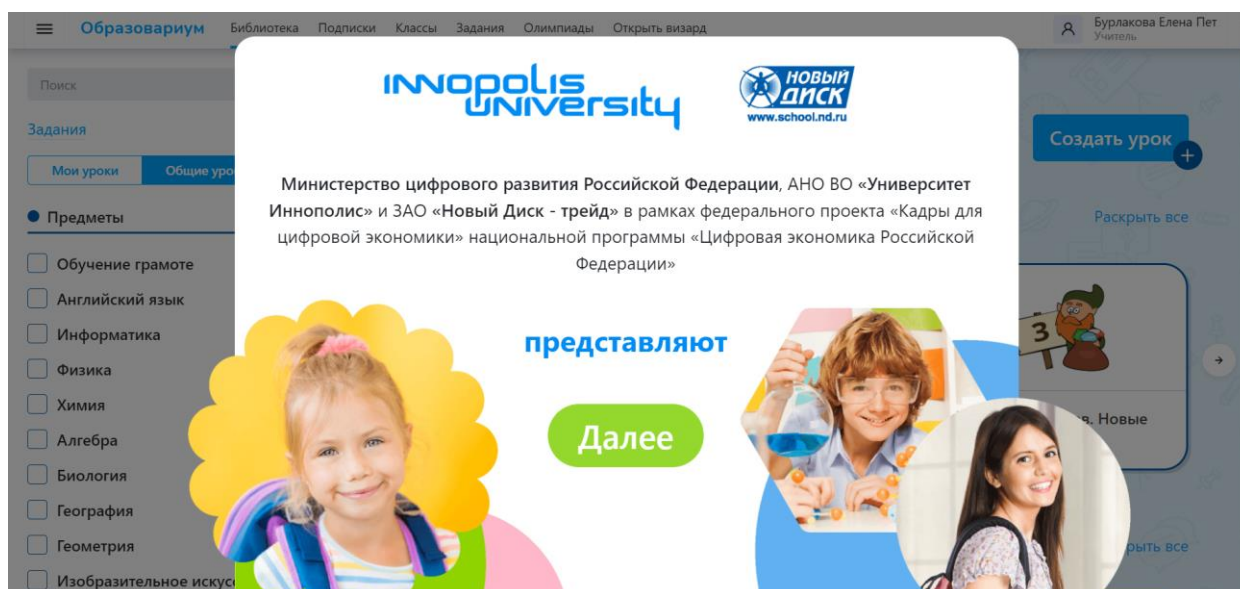 Образовариум Библиотека Подписки Классы Задания Олимпиады Открыть визард
Бурлакова Елена Пет
Учитель
Поиск
Задания
Мои уроки Общие уро
Предметы
Обучение грамоте
Английский язык
Информатика
Физика
Химия
Алгебра
Биология
География
Геометрия
Изобразительное искус
INNOPOLIS
UNIVERSITY
НОВЫЙ
ДИСК
www.school.nd.ru
Министерство цифрового развития Российской Федерации, АНО ВО «Университет
Иннополис» и ЗАО «Новый Диск - трейд» в рамках федерального проекта «Кадры для
цифровой экономики» национальной программы «Цифровая экономика Российской
Федерации»
представляют
Далее
Создать урок
+
Раскрыть все
3
в. Новые
рыть все